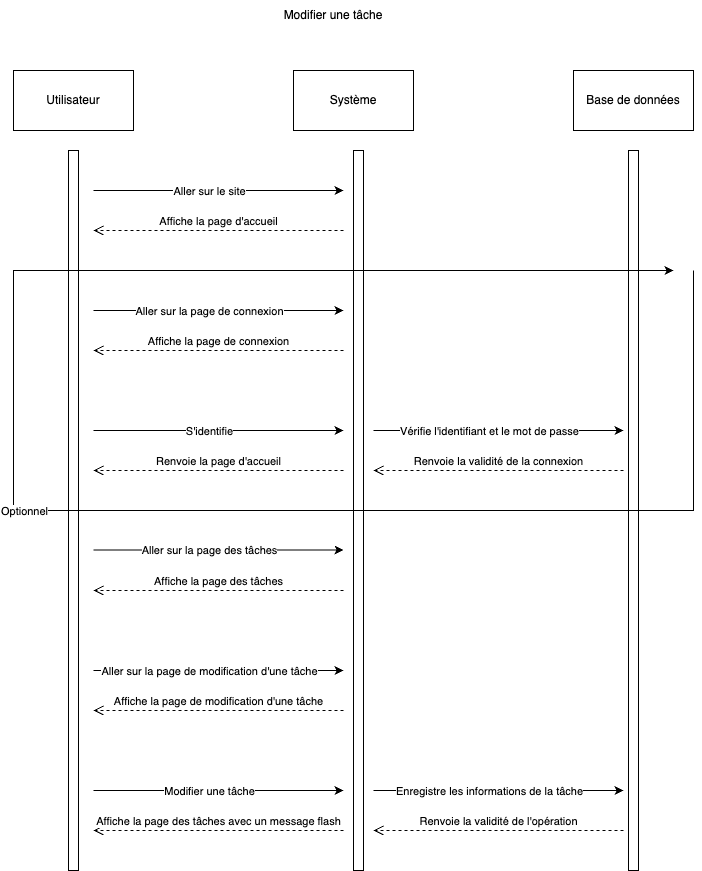 Modifier une tâche
Utilisateur
Système
Base de données
Aller sur le site
Affiche la page d'accueil
Aller sur la page de connexion
Affiche la page de connexion
S'identifie
Vérifie l'identifiant et le mot de passe
Renvoie la page d'accueil
Renvoie la validité de la connexion
Optionnel
Aller sur la page des tâches
Affiche la page des tâches
Aller sur la page de modification d'une tâche
Affiche la page de modification d'une tâche
Modifier une tâche
Enregistre les informations de la tâche
Affiche la page des tâches avec un message flash
Renvoie la validité de l'opération